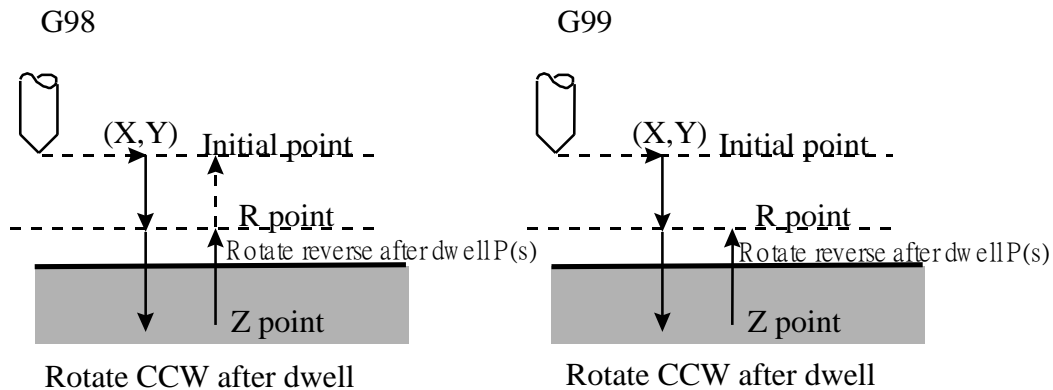 G98
(X,Y)
Initial point
R point
Rotate reverse after dwell P(s)
Z point
Rotate CCW after dwell
G99
(X,Y)
Initial point
R point
Rotate reverse after dwell P(s)
Z point
Rotate CCW after dwell